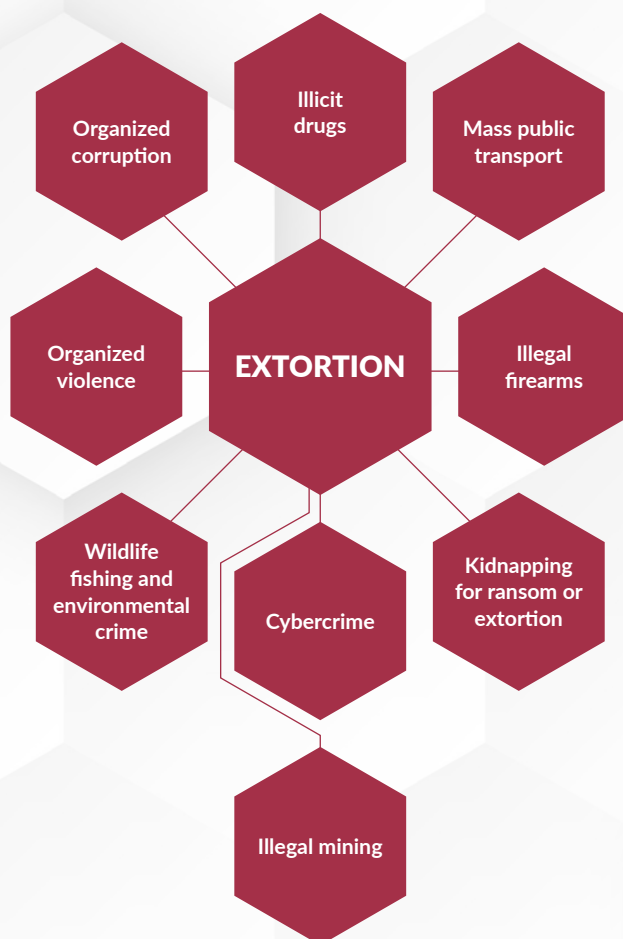 Illicit
drugs
Organized
corruption
Mass public
transport
Organized
violence
EXTORTION
Illegal
firearms
Wildlife
fishing and
environmental
crime
Cybercrime
Kidnapping
for ransom or
extortion
Illegal mining